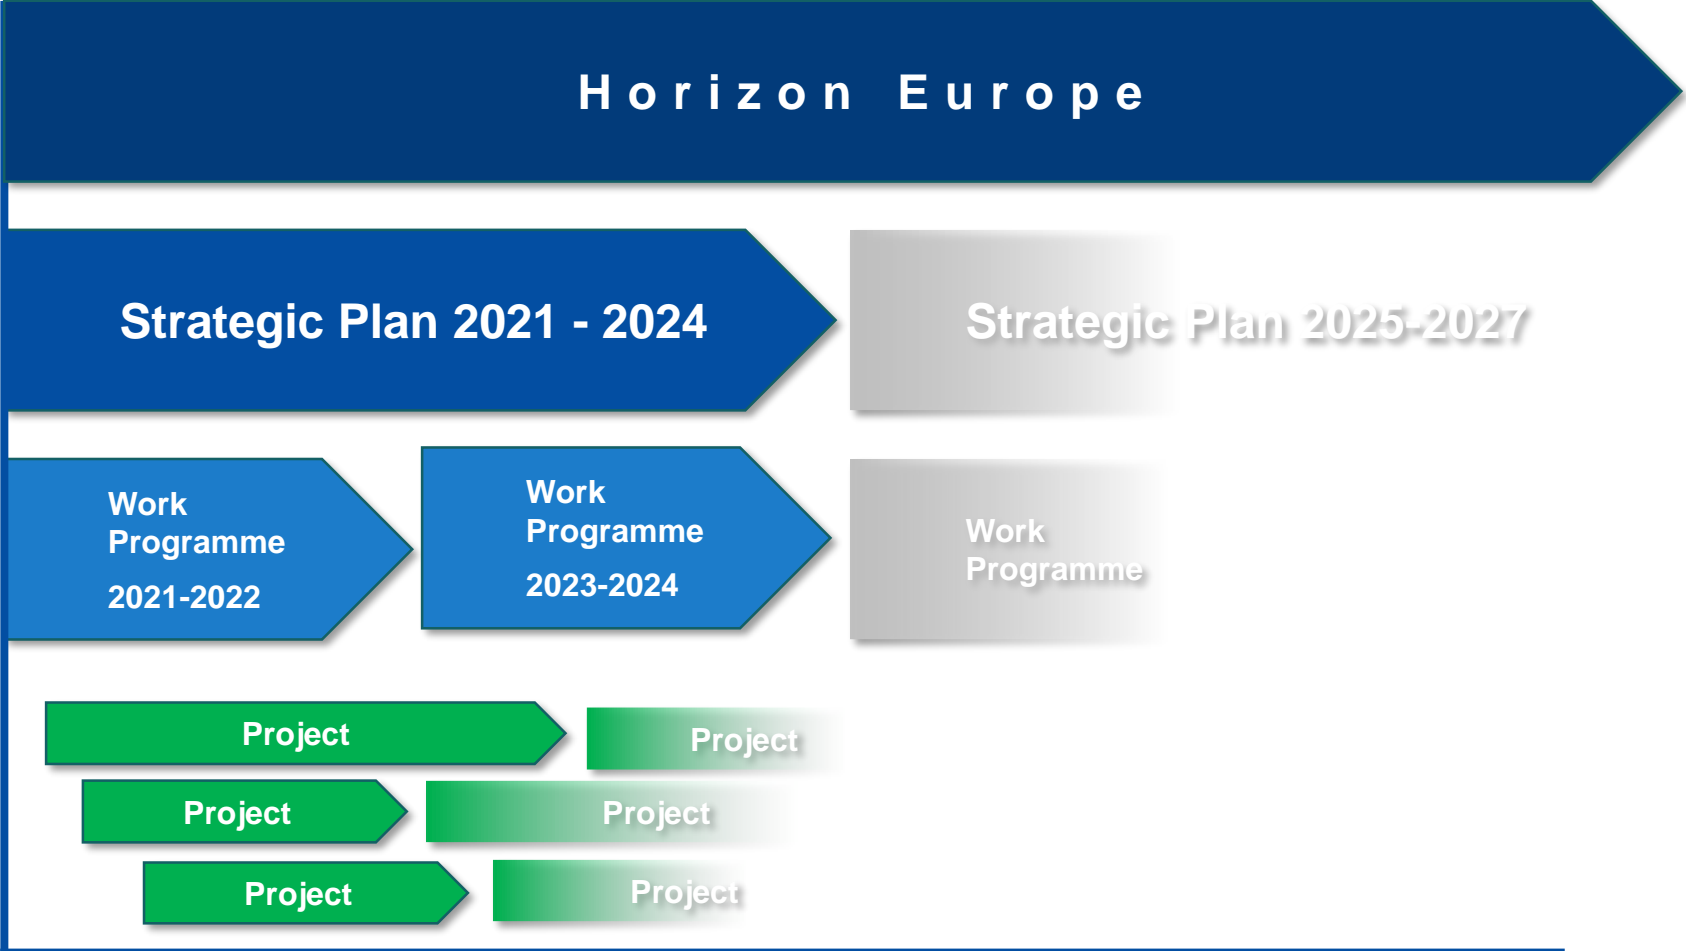 Horizon Europe
Strategic Plan 2021 - 2024
Strategic Plan 2025-2027
Work
Programme
2021-2022
Work
Programme
2023-2024
Work
Programme
Project
Project
Project
Project
Project
Project